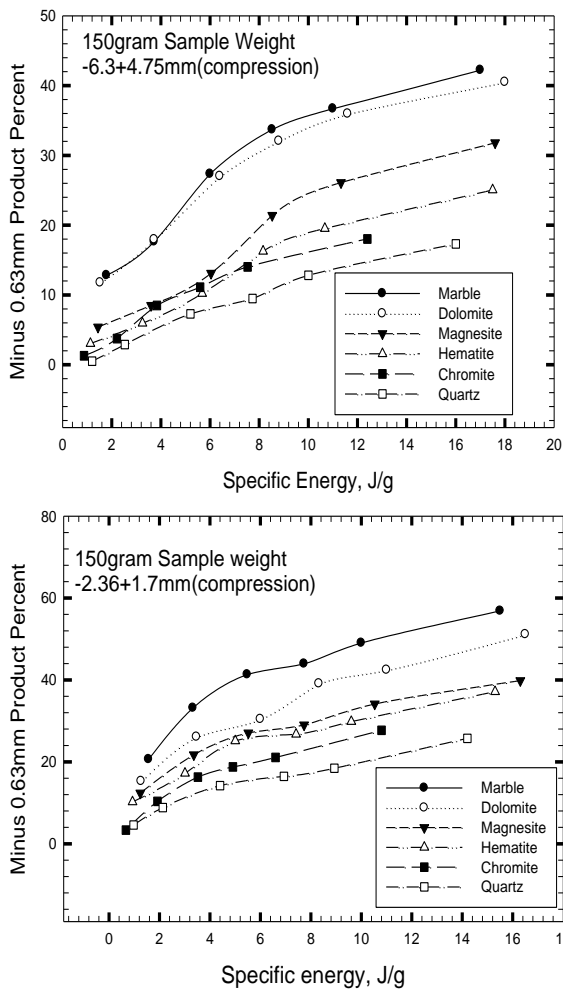 50
150gram Sample Weight
-6.3+4.75mm(compression)
40
30
20
10
0
Minus 0.63mm Product Percent
Marble
Dolomite
Magnesite
Hematite
Chromite
Quartz
0 2 4 6 8 10 12 14 16 18 20
Specific Energy, J/g
80
150gram Sample weight
-2.36+1.7mm(compression)
60
40
20
0
Minus 0.63mm Product Percent
Marble
Dolomite
Magnesite
Hematite
Chromite
Quartz
0 2 4 6 8 10 12 14 16 1
Specific energy, J/g